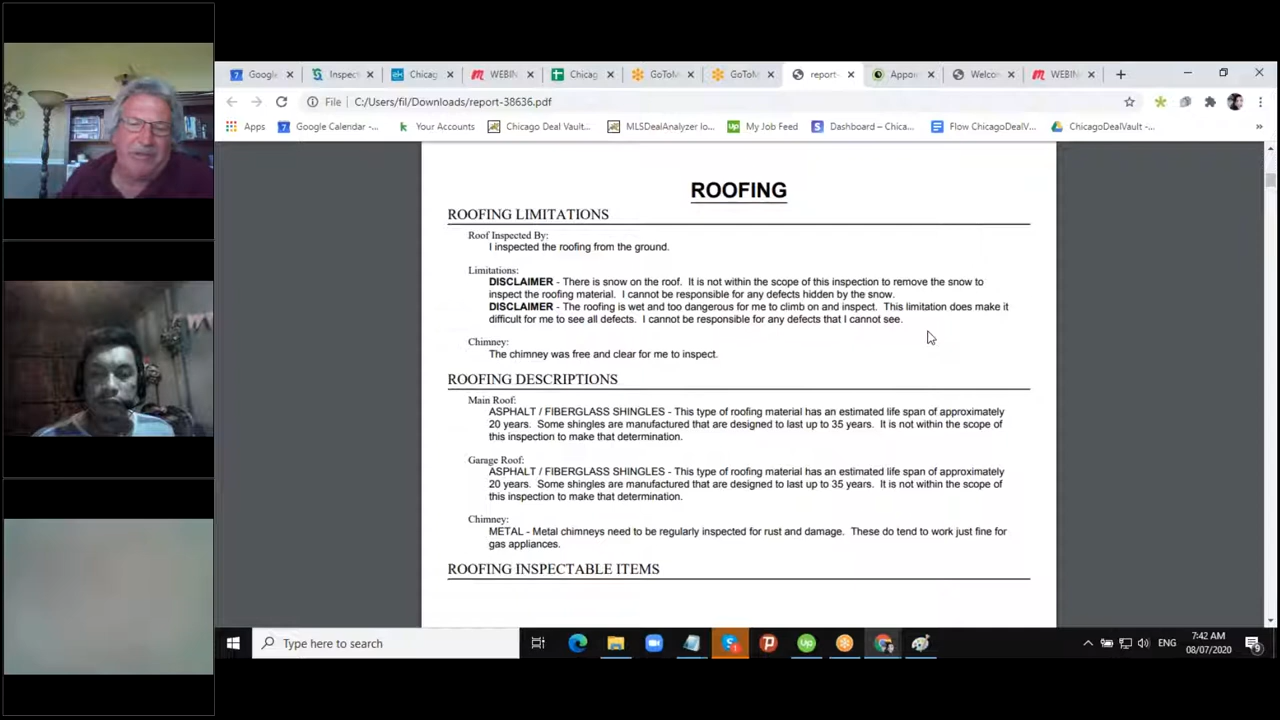 Google
Inspect
Chicag
WEBIN
Chicag
GoToM
GoToM
report-
Appoi
Welcon
WEBIN
File
C:/Users/fil/Downloads/report-38636.pdf
Apps
Google Calendar -...
Your Accounts
Chicago Deal Vault...
MLSDealAnalyzer lo...
My Job Feed
Dashboard – Chica...
Flow ChicagoDealV...
ChicagoDealVault -...
ROOFING
ROOFING LIMITATIONS
Roof Inspected By:
I inspected the roofing from the ground.
Limitations:
DISCLAIMER - There is snow on the roof. It is not within the scope of this inspection to remove the snow to
inspect the roofing material. I cannot be responsible for any defects hidden by the snow.
DISCLAIMER - The roofing is wet and too dangerous for me to climb on and inspect. This limitation does make it
difficult for me to see all defects. I cannot be responsible for any defects that I cannot see.
Chimney:
The chimney was free and clear for me to inspect.
ROOFING DESCRIPTIONS
Main Roof:
ASPHALT / FIBERGLASS SHINGLES - This type of roofing material has an estimated life span of approximately
20 years. Some shingles are manufactured that are designed to last up to 35 years. It is not within the scope of
this inspection to make that determination.
Garage Roof:
ASPHALT / FIBERGLASS SHINGLES - This type of roofing material has an estimated life span of approximately
20 years. Some shingles are manufactured that are designed to last up to 35 years. It is not within the scope of
this inspection to make that determination.
Chimney:
METAL - Metal chimneys need to be regularly inspected for rust and damage. These do tend to work just fine for
gas appliances.
ROOFING INSPECTABLE ITEMS
Type here to search
ENG
7:42 AM
08/07/2020